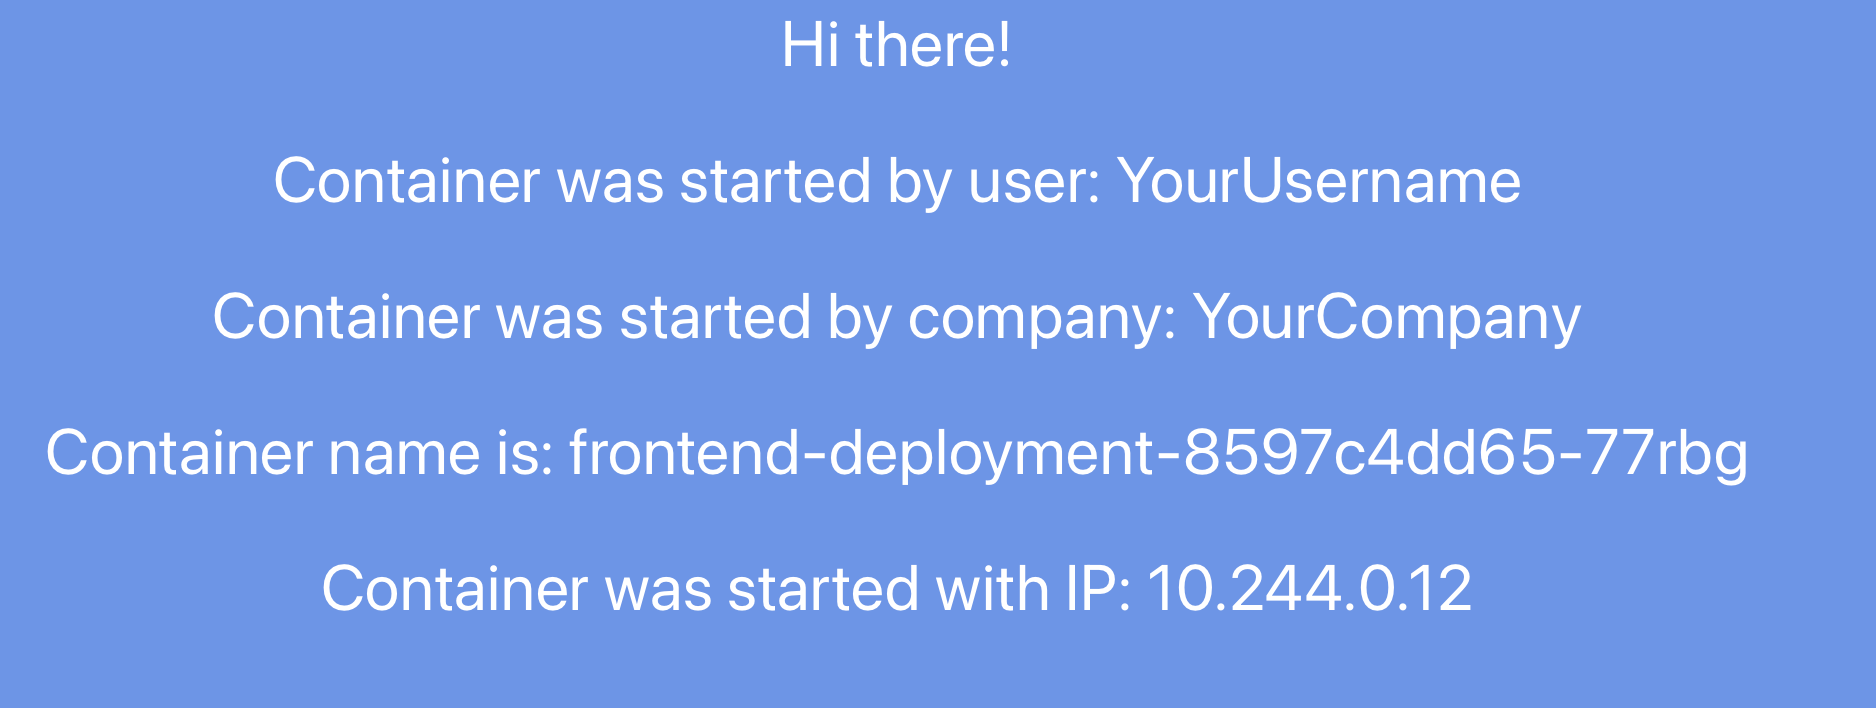 Hi there!
Container was started by user: YourUsername
Container was started by company: YourCompany
Container name is: frontend-deployment-8597c4dd65-77rbg
Container was started with IP: 10.244.0.12